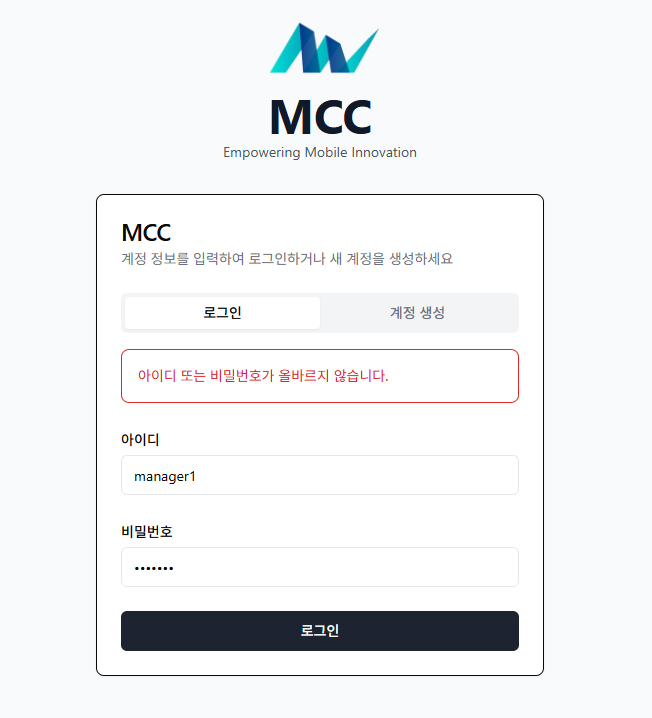 MCC
Empowering Mobile Innovation
MCC
계정 정보를 입력하여 로그인하거나 새 계정을 생성하세요
로그인 계정 생성
아이디 또는 비밀번호가 올바르지 않습니다.
아이디
manager1
비밀번호
•••••••
로그인